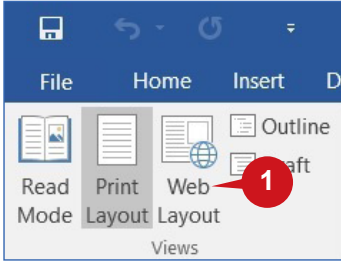 File Home Insert D
Outline
Read Print Web
Mode Layout Layout
Views
1